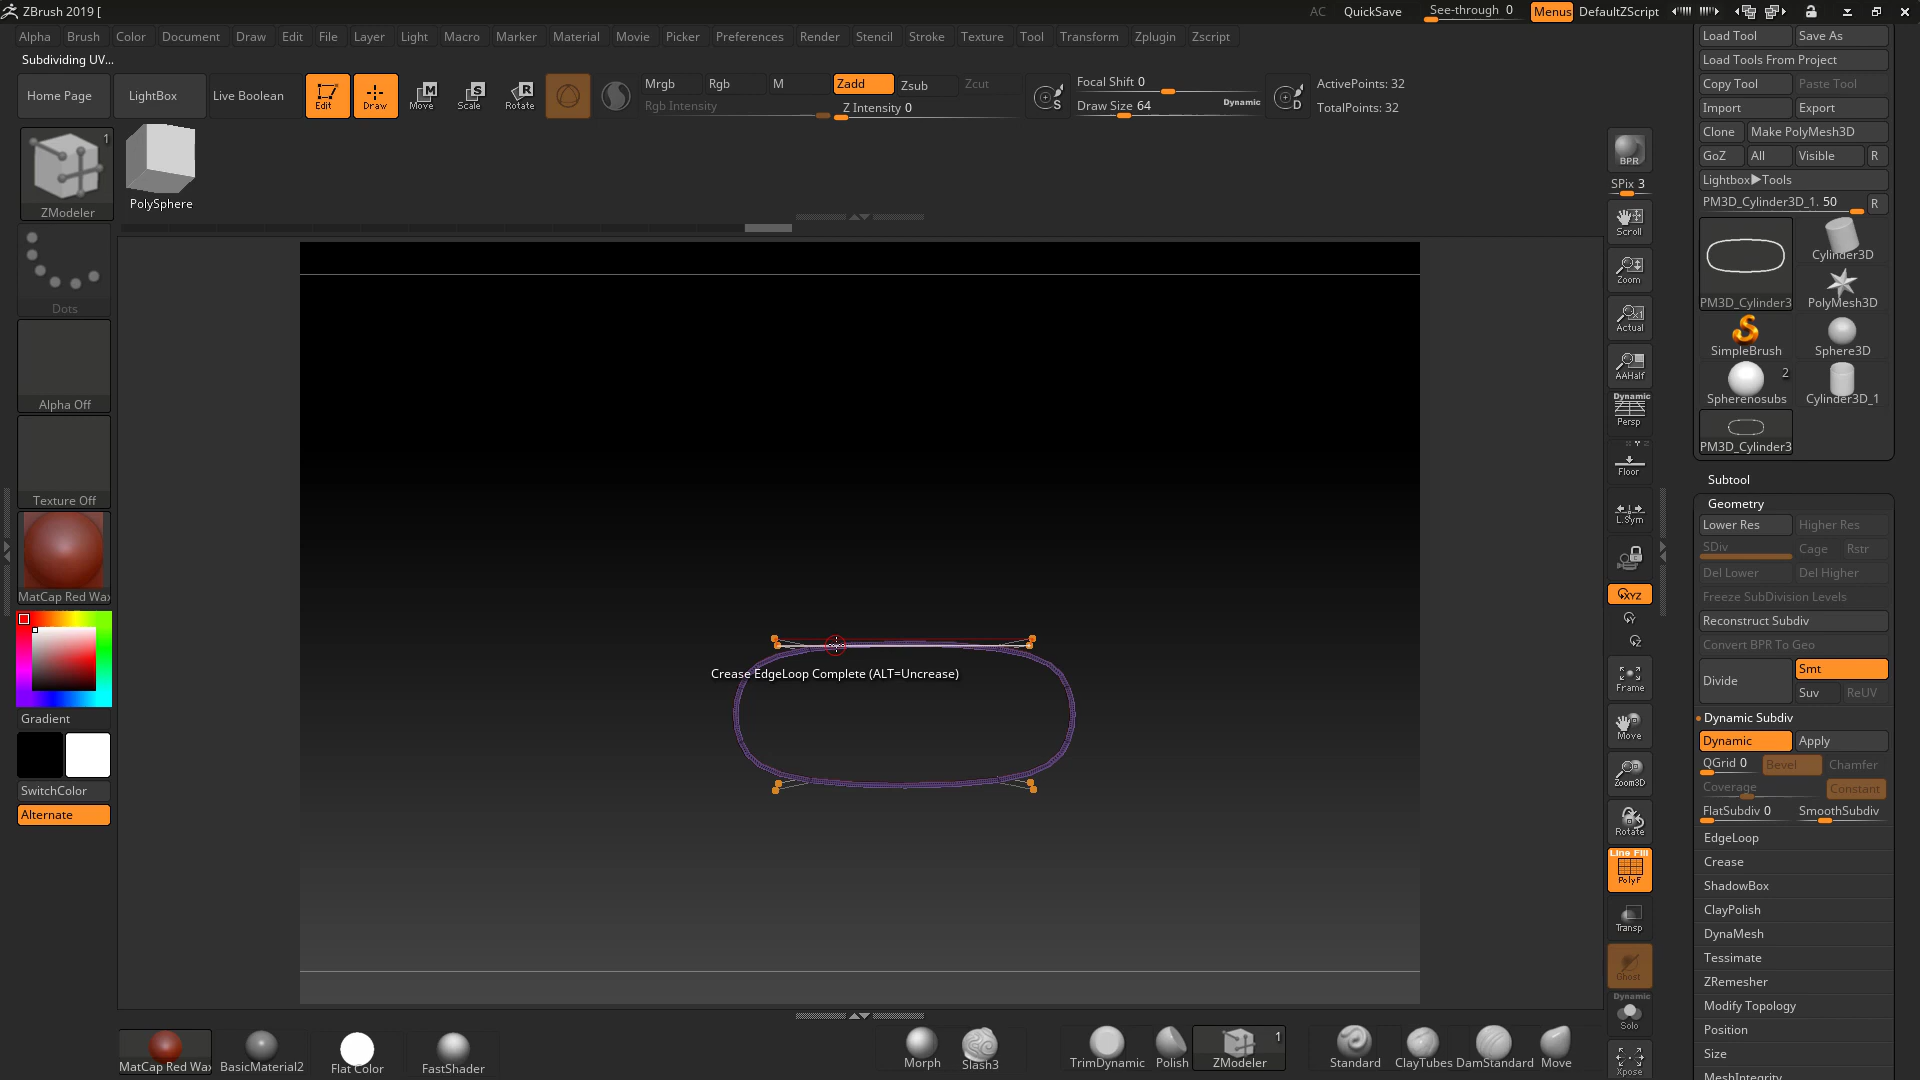 ZBrush 2019 [
AC QuickSave See-through 0 Menus DefaultZScript
Alpha Brush Color Document Draw Edit File Layer Light Macro Marker Material Movie Picker Preferences Render Stencil Stroke Texture Tool Transform Zplugin Zscript
Subdividing UV...
Home Page LightBox Live Boolean Edit Draw Move Scale Rotate
Mrgb Rgb M Zadd Zsub Zcut
Rgb Intensity Z Intensity 0
Focal Shift 0
Draw Size 64 Dynamic
ActivePoints: 32
TotalPoints: 32
1
ZModeler
PolySphere
Dots
Alpha Off
Texture Off
MatCap Red Wax
Gradient
SwitchColor
Alternate
Crease EdgeLoop Complete (ALT=Uncrease)
BPR
SPix 3
Scroll
Zoom
Actual
AAHalf
Dynamic
Persp
Floor
L.Sym
XYZ
Frame
Move
Zoom3D
Rotate
Line Fill
PolyF
Transp
Ghost
Dynamic
Solo
Xpose
Load Tool Save As
Load Tools From Project
Copy Tool Paste Tool
Import Export
Clone Make PolyMesh3D
GoZ All Visible R
Lightbox▶Tools
PM3D_Cylinder3D_1. 50 R
Cylinder3D
PM3D_Cylinder3 PolyMesh3D
SimpleBrush Sphere3D
2
Spherenosubs Cylinder3D_1
PM3D_Cylinder3
Subtool
Geometry
Lower Res Higher Res
SDiv Cage Rstr
Del Lower Del Higher
Freeze SubDivision Levels
Reconstruct Subdiv
Convert BPR To Geo
Divide Smt
Suv ReUV
Dynamic Subdiv
Dynamic Apply
QGrid 0 Bevel Chamfer
Coverage Constant
FlatSubdiv 0 SmoothSubdiv
EdgeLoop
Crease
ShadowBox
ClayPolish
DynaMesh
Tessimate
ZRemesher
Modify Topology
Position
Size
MeshIntegrity
MatCap Red Wax BasicMaterial2 Flat Color FastShader Morph Slash3 TrimDynamic Polish ZModeler 1 Standard ClayTubes DamStandard Move